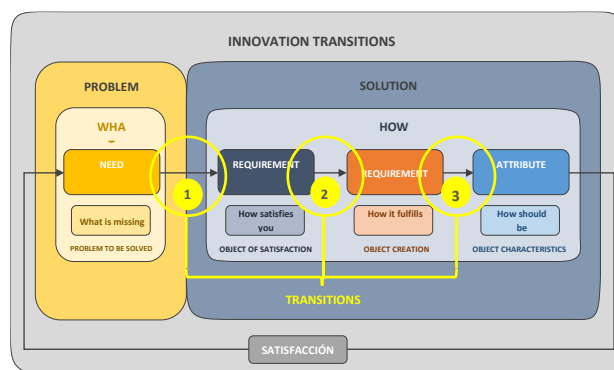 INNOVATION TRANSITIONS
PROBLEM
SOLUTION
WHA
HOW
NEED
REQUIREMENT
REQUIREMENT
ATTRIBUTE
1
2
3
What is missing
How satisfies
you
How it fulfills
How should
be
PROBLEM TO BE SOLVED
OBJECT OF SATISFACTION
OBJECT CREATION
OBJECT CHARACTERISTICS
TRANSITIONS
SATISFACCIÓN